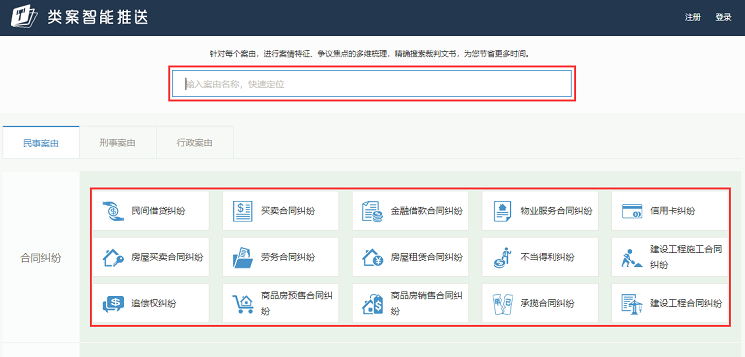 类案智能推送
注册 登录
针对每个案由，进行案情特征、争议焦点的多维梳理，精确搜索裁判文书，为您节省更多时间。
输入案由名称，快速定位
民事案由 刑事案由 行政案由
合同纠纷
民间借贷纠纷 买卖合同纠纷 金融借款合同纠纷 物业服务合同纠纷 信用卡纠纷
房屋买卖合同纠纷 劳务合同纠纷 房屋租赁合同纠纷 不当得利纠纷 建设工程施工合同
纠纷
追偿权纠纷 商品房预售合同纠 商品房销售合同纠 承揽合同纠纷 建设工程合同纠纷
纷 纷